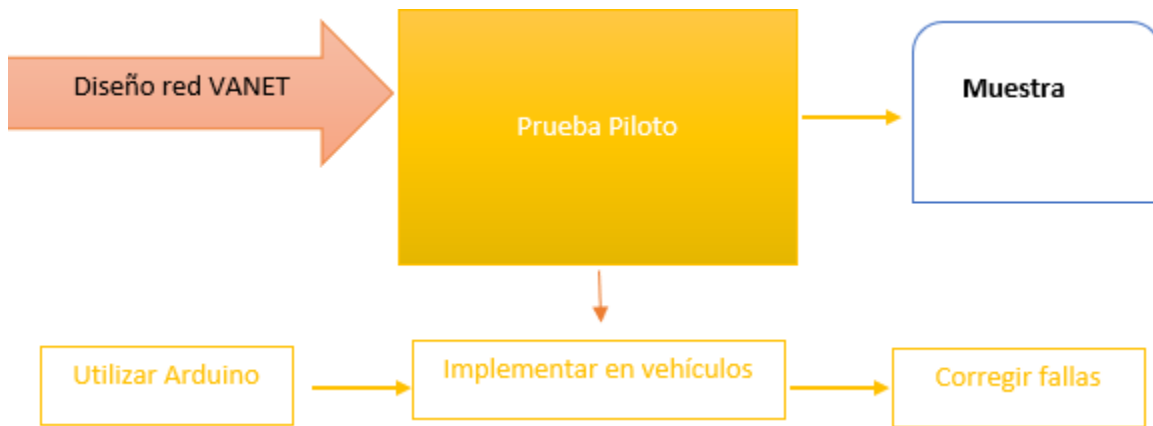 Diseño red VANET
Prueba Piloto
Muestra
Utilizar Arduino
Implementar en vehículos
Corregir fallas